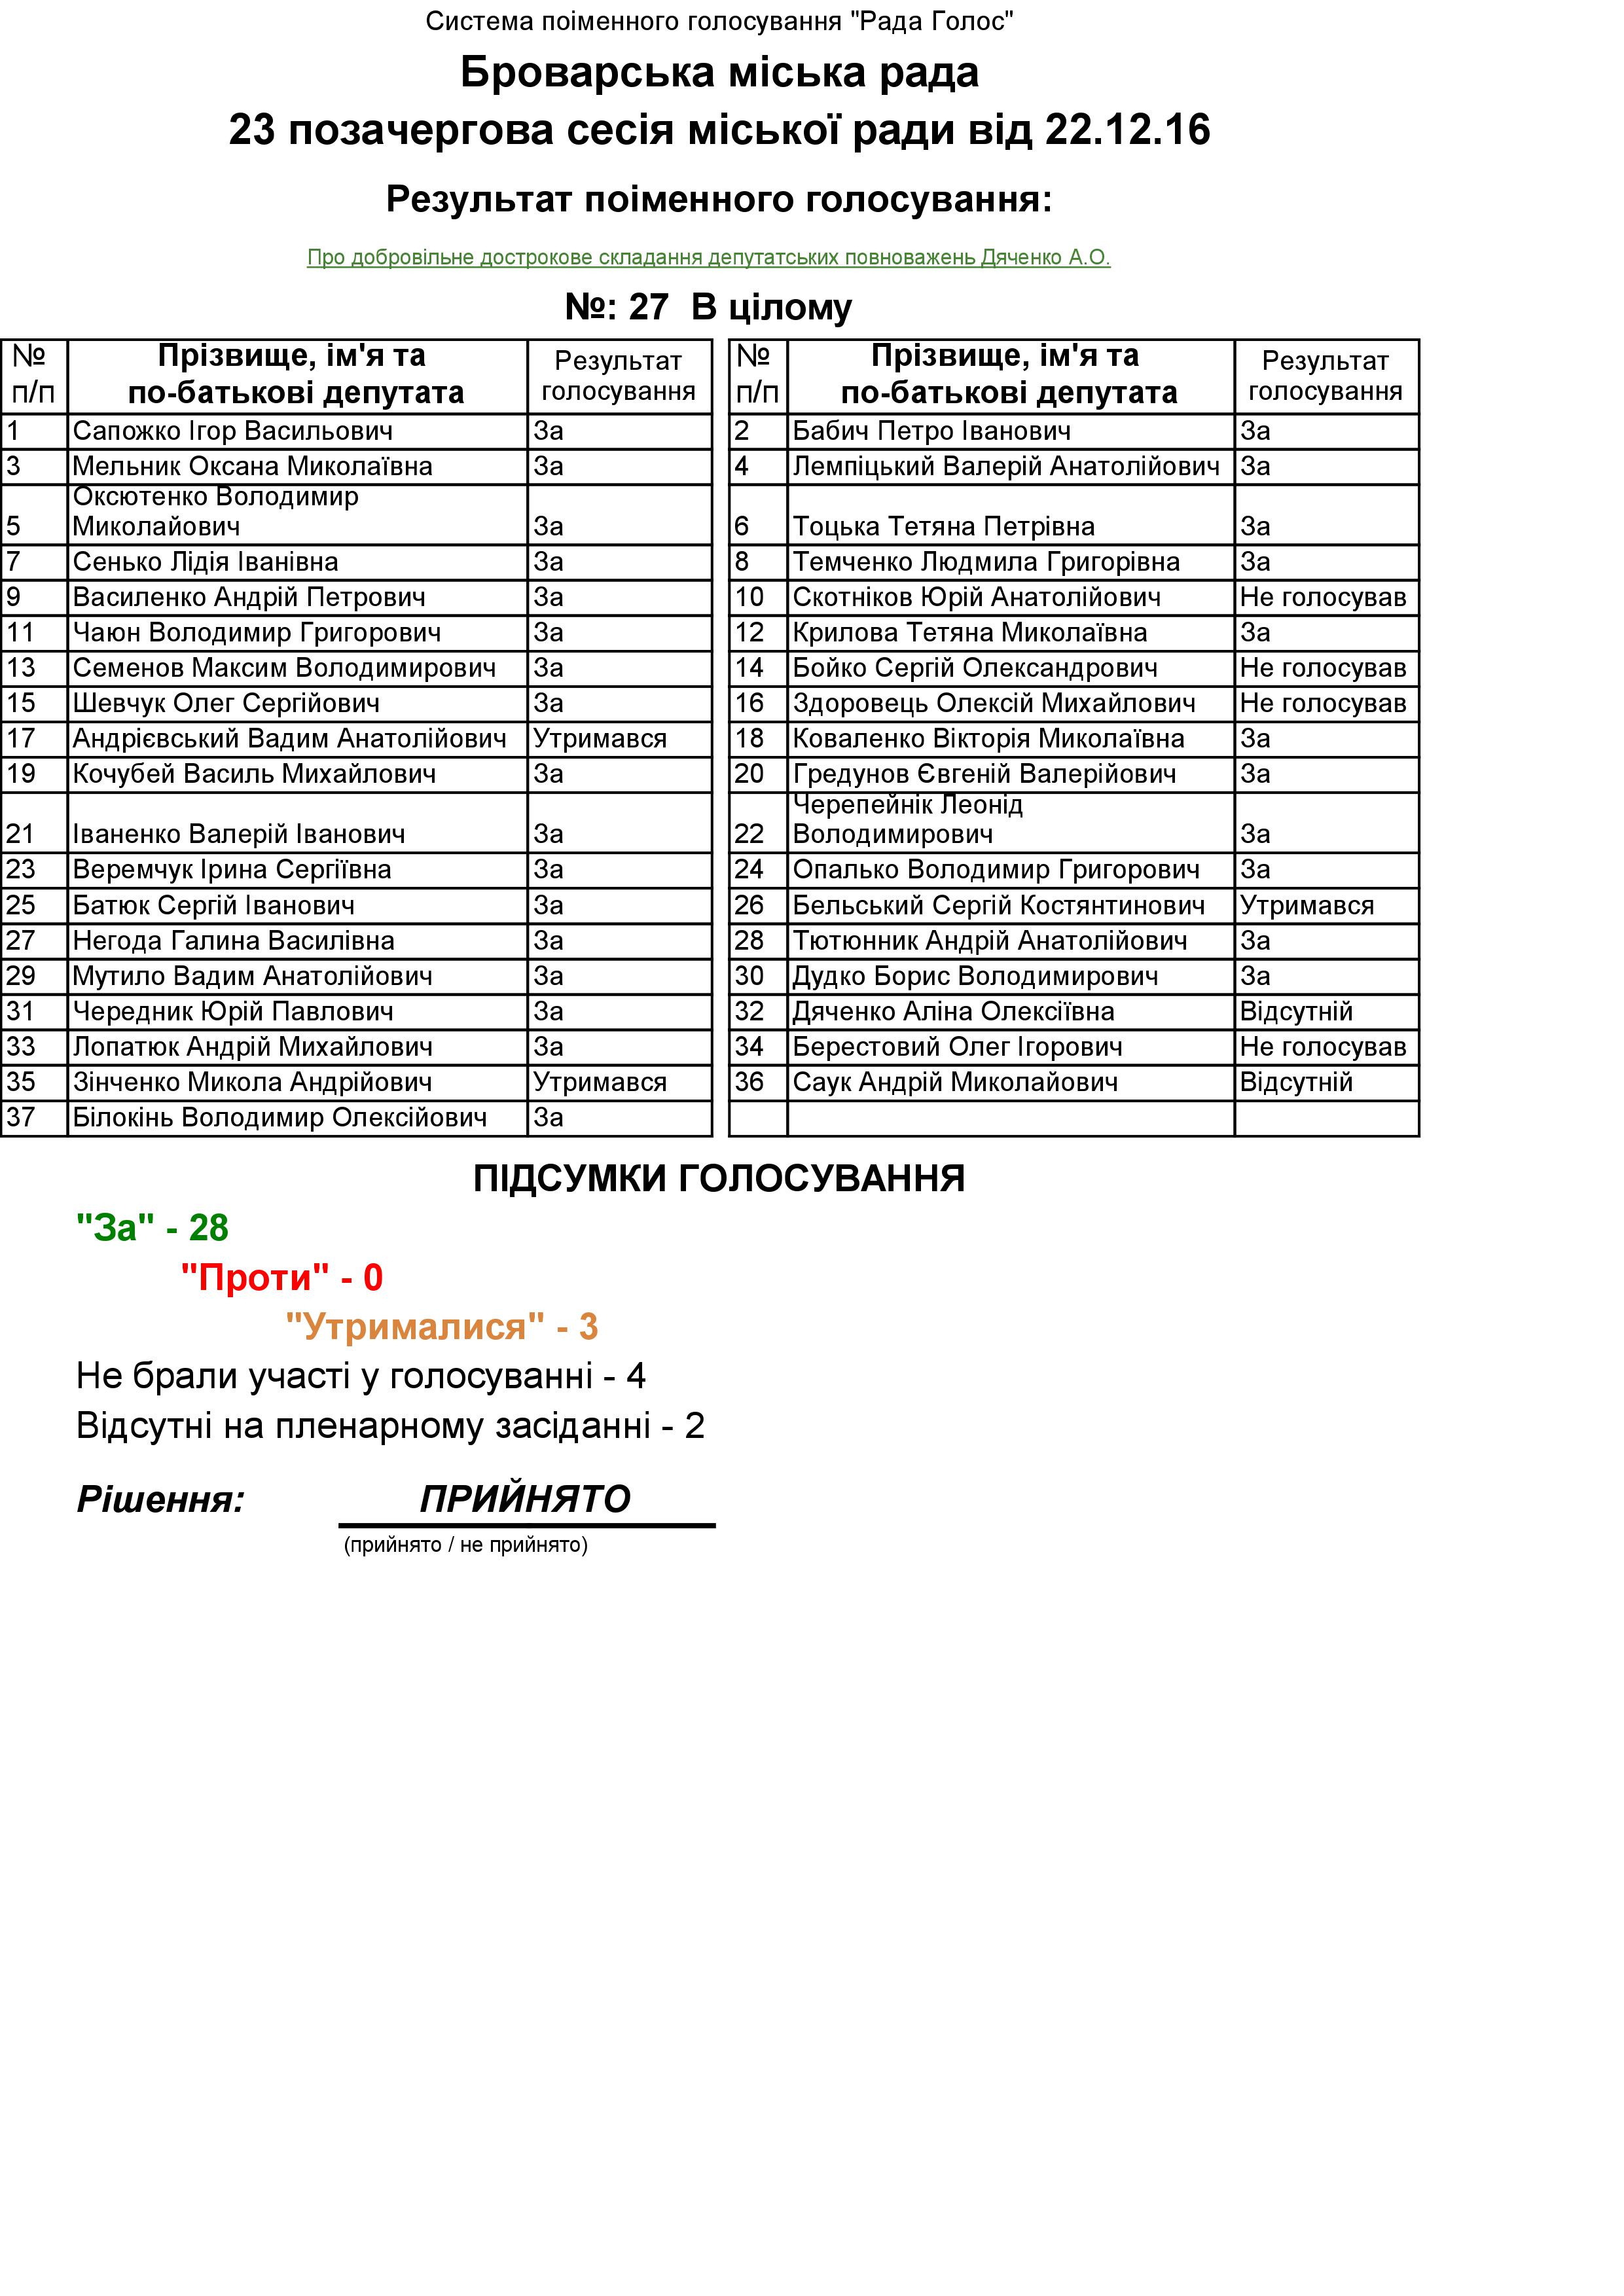 Система поіменного голосування "Рада Голос"
Броварська міська рада
23 позачергова сесія міської ради від 22.12.16
Результат поіменного голосування:
Про добровільне дострокове складання депутатських повноважень Дяченко А.О.
№: 27 В цілому
№ п/п Прізвище, ім'я та по-батькові депутата Результат голосування № п/п Прізвище, ім'я та по-батькові депутата Результат голосування
1 Сапожко Ігор Васильович За 2 Бабич Петро Іванович За
3 Мельник Оксана Миколаївна За 4 Лемпіцький Валерій Анатолійович За
5 Оксютенко Володимир Миколайович За 6 Тоцька Тетяна Петрівна За
7 Сенько Лідія Іванівна За 8 Темченко Людмила Григорівна За
9 Василенко Андрій Петрович За 10 Скотніков Юрій Анатолійович Не голосував
11 Чаюн Володимир Григорович За 12 Крилова Тетяна Миколаївна За
13 Семенов Максим Володимирович За 14 Бойко Сергій Олександрович Не голосував
15 Шевчук Олег Сергійович За 16 Здоровець Олексій Михайлович Не голосував
17 Андрієвський Вадим Анатолійович Утримався 18 Коваленко Вікторія Миколаївна За
19 Кочубей Василь Михайлович За 20 Гредунов Євгеній Валерійович За
21 Іваненко Валерій Іванович За 22 Черепейнік Леонід Володимирович За
23 Веремчук Ірина Сергіївна За 24 Опалько Володимир Григорович За
25 Батюк Сергій Іванович За 26 Бельський Сергій Костянтинович Утримався
27 Негода Галина Василівна За 28 Тютюнник Андрій Анатолійович За
29 Мутило Вадим Анатолійович За 30 Дудко Борис Володимирович За
31 Чередник Юрій Павлович За 32 Дяченко Аліна Олексіївна Відсутній
33 Лопатюк Андрій Михайлович За 34 Берестовий Олег Ігорович Не голосував
35 Зінченко Микола Андрійович Утримався 36 Саук Андрій Миколайович Відсутній
37 Білокінь Володимир Олексійович За
ПІДСУМКИ ГОЛОСУВАННЯ
"За" - 28
"Проти" - 0
"Утрималися" - 3
Не брали участі у голосуванні - 4
Відсутні на пленарному засіданні - 2
Рішення: ПРИЙНЯТО
(прийнято / не прийнято)